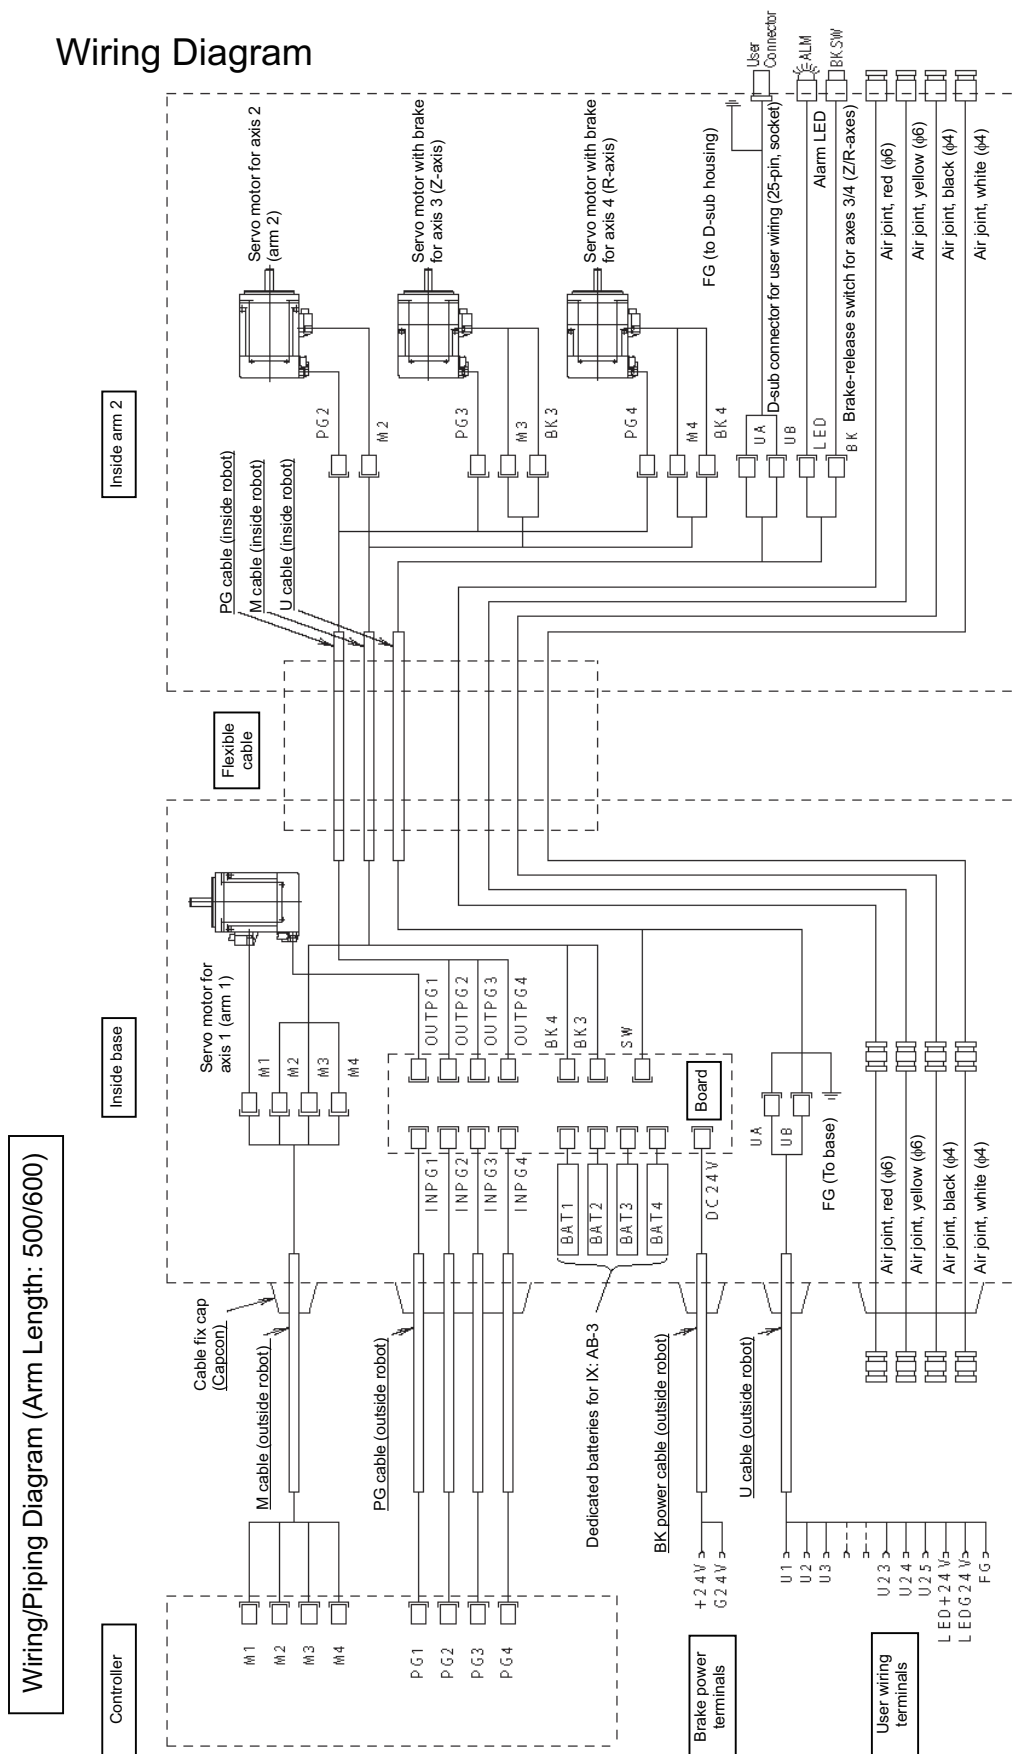 Wiring Diagram
Wiring/Piping Diagram (Arm Length: 500/600)
Inside arm 2
Servo motor for axis 2
(arm 2)
Servo motor with brake
for axis 3 (Z-axis)
Servo motor with brake
for axis 4 (R-axis)
FG (to D-sub housing)
User
Connector
ALM
BKSW
D-sub connector for user wiring (25-pin, socket)
Alarm LED
Brake-release switch for axes 3/4 (Z/R-axes)
Air joint, red (ϕ6)
Air joint, yellow (ϕ6)
Air joint, black (ϕ4)
Air joint, white (ϕ4)
PG2
M2
PG3
M3
BK3
PG4
M4
BK4
UA
UB
LED
BK
PG cable (inside robot)
M cable (inside robot)
U cable (inside robot)
Flexible
cable
Inside base
Servo motor for
axis 1 (arm 1)
M1
M2
M3
M4
OUTPG1
OUTPG2
OUTPG3
OUTPG4
BK4
BK3
SW
Board
INPG1
INPG2
INPG3
INPG4
BAT1
BAT2
BAT3
BAT4
DC24V
UA
UB
FG (To base)
Air joint, red (ϕ6)
Air joint, yellow (ϕ6)
Air joint, black (ϕ4)
Air joint, white (ϕ4)
Cable fix cap
(Capcon)
M cable (outside robot)
PG cable (outside robot)
Dedicated batteries for IX: AB-3
BK power cable (outside robot)
U cable (outside robot)
Controller
M1
M2
M3
M4
PG1
PG2
PG3
PG4
+24V
G24V
Brake power
terminals
U1
U2
U3
U23
U24
U25
LED+24V
LEDG24V
FG
User wiring
terminals